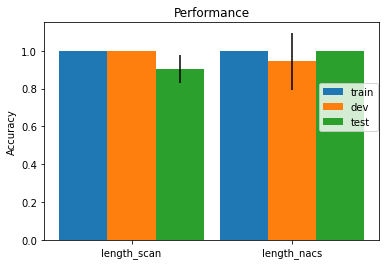 Performance
Accuracy
1.0
0.8
0.6
0.4
0.2
0.0
train
dev
test
length_scan
length_nacs